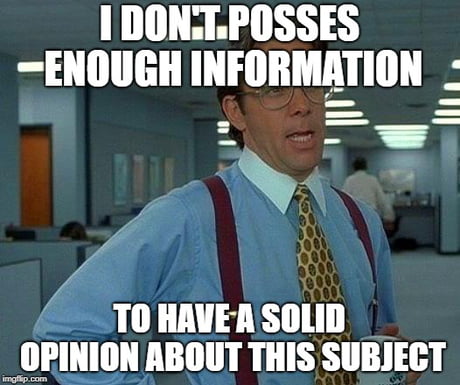 I DON'T POSSES
ENOUGH INFORMATION
TO HAVE A SOLID
OPINION ABOUT THIS SUBJECT
imgflip.com